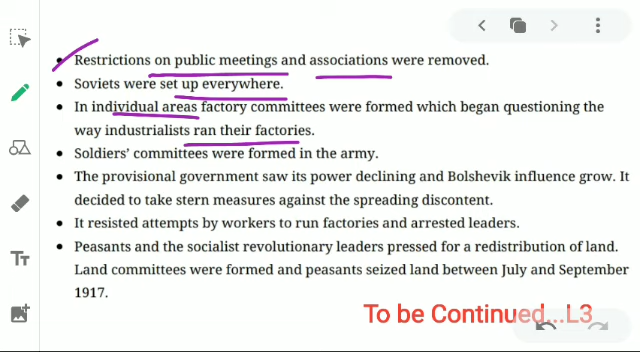 Restrictions on public meetings and associations were removed.
Soviets were set up everywhere.
In individual areas factory committees were formed which began questioning the
way industrialists ran their factories.
Soldiers' committees were formed in the army.
The provisional government saw its power declining and Bolshevik influence grow. It
decided to take stern measures against the spreading discontent.
It resisted attempts by workers to run factories and arrested leaders.
Peasants and the socialist revolutionary leaders pressed for a redistribution of land.
Land committees were formed and peasants seized land between July and September
1917.
To be Continued...L3
Tт